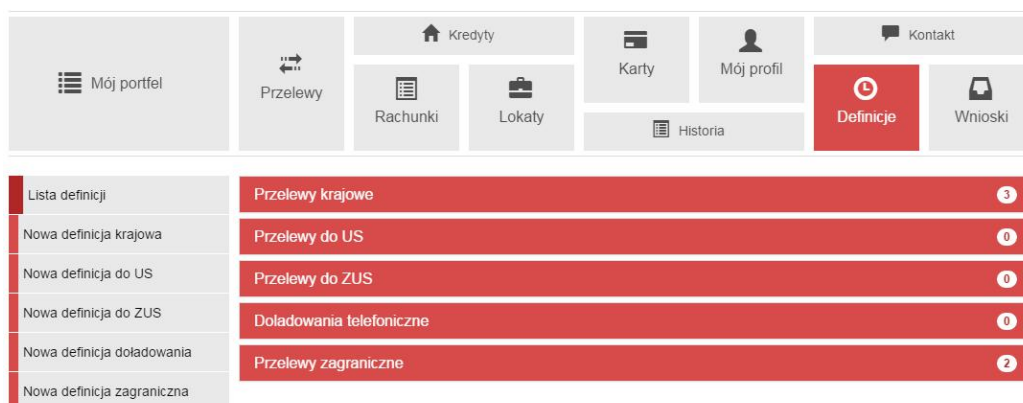 Mój portfel
Przelewy
Kredyty
Rachunki
Lokaty
Karty
Mój profil
Historia
Kontakt
Definicje
Wnioski
Lista definicji
Nowa definicja krajowa
Nowa definicja do US
Nowa definicja do ZUS
Nowa definicja doładowania
Nowa definicja zagraniczna
Przelewy krajowe 3
Przelewy do US 0
Przelewy do ZUS 0
Doladowania telefoniczne 0
Przelewy zagraniczne 2